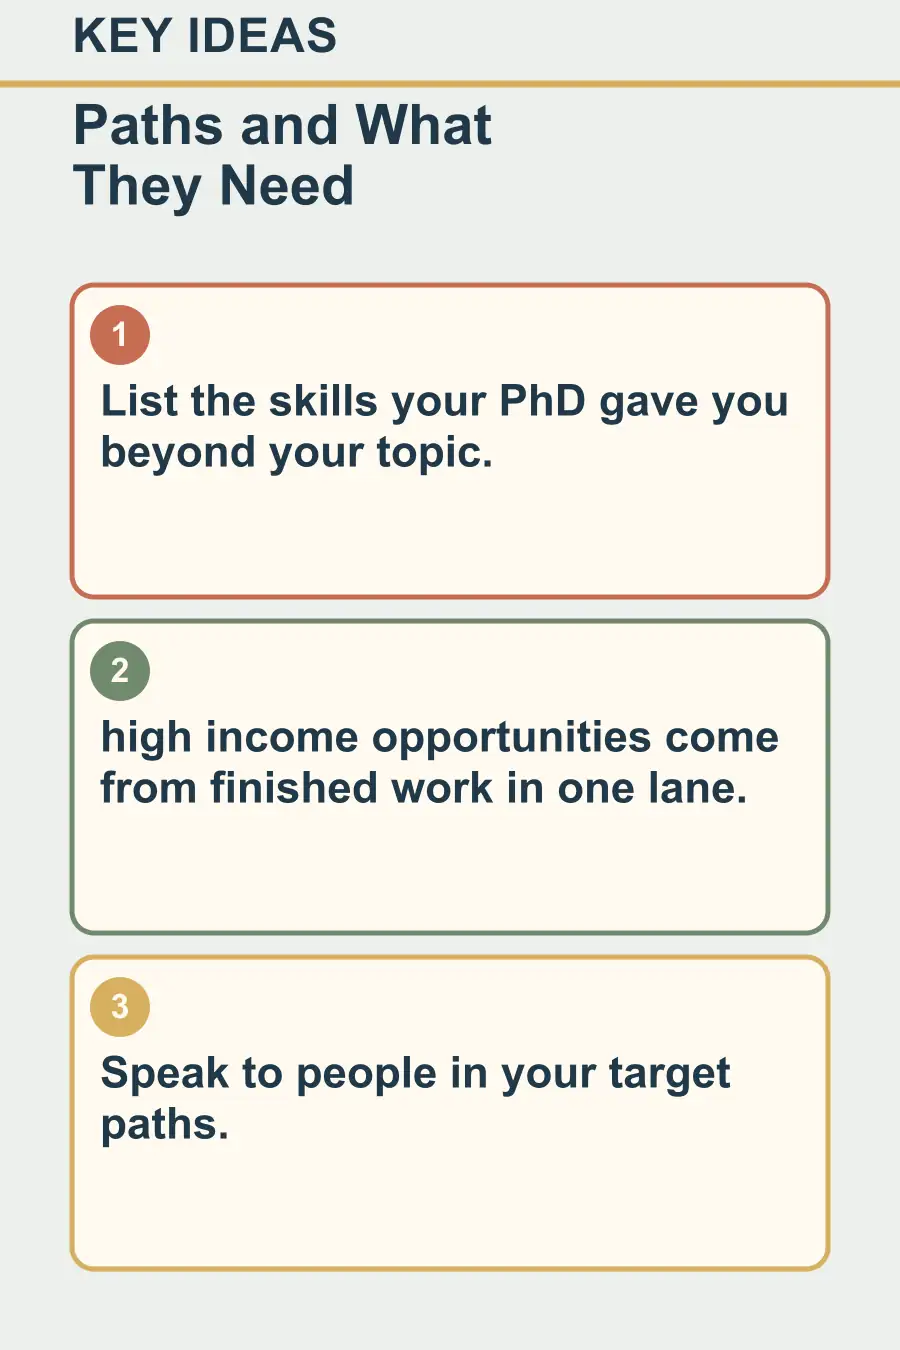 KEY IDEAS
Paths and What
They Need
1
List the skills your PhD gave you
beyond your topic.
2
high income opportunities come
from finished work in one lane.
3
Speak to people in your target
paths.